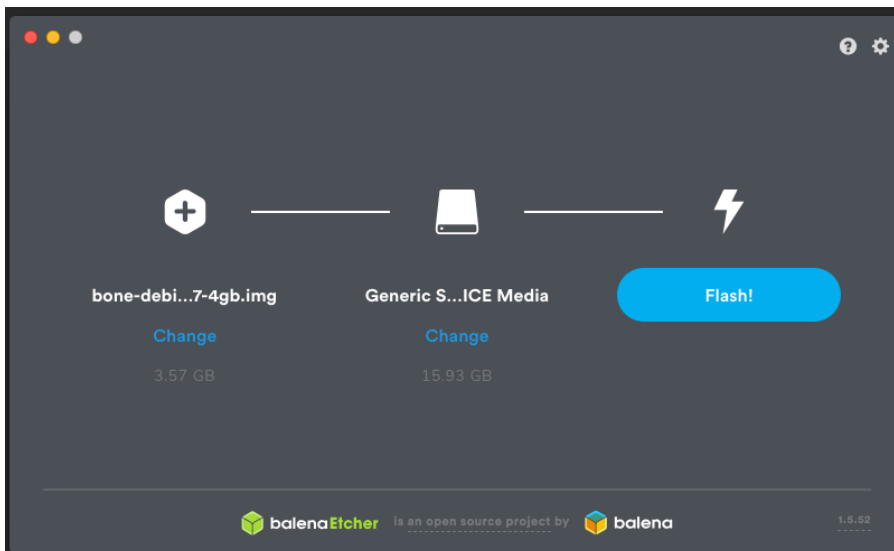 bone-debi...7-4gb.img
Generic S...ICE Media
Flash!
Change
Change
3.57 GB
15.93 GB
balenaEtcher is an open source project by balena
1.5.52